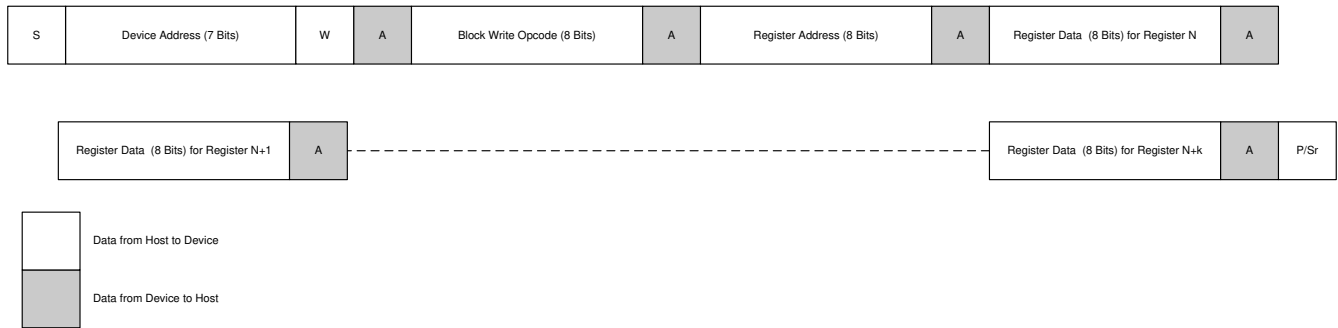 S Device Address (7 Bits) W A Block Write Opcode (8 Bits) A Register Address (8 Bits) A Register Data (8 Bits) for Register N A
Register Data (8 Bits) for Register N+1 A Register Data (8 Bits) for Register N+k A P/Sr
Data from Host to Device
Data from Device to Host